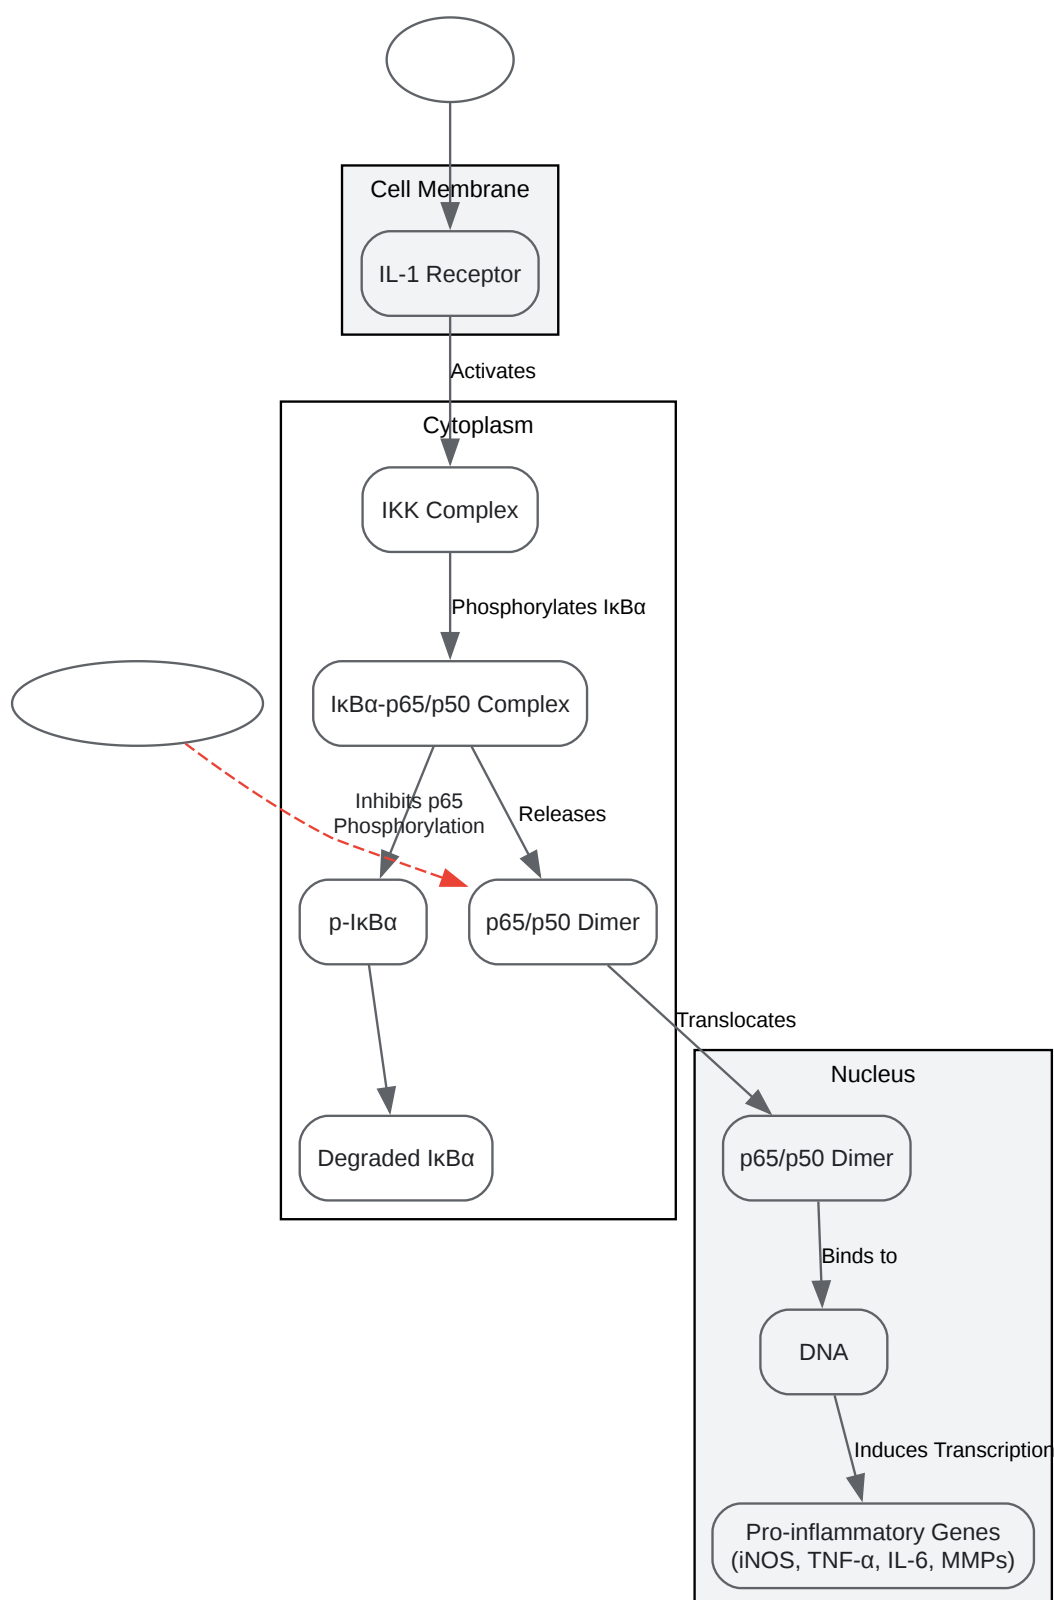 Cell Membrane
IL-1 Receptor
Activates
Cytoplasm
IKK Complex
Phosphorylates IκBα
IκBα-p65/p50 Complex
Inhibits p65
Phosphorylation
Releases
p-IκBα
p65/p50 Dimer
Translocates
Nucleus
Degraded IκBα
p65/p50 Dimer
Binds to
DNA
Induces Transcription
Pro-inflammatory Genes
(iNOS, TNF-α, IL-6, MMPs)